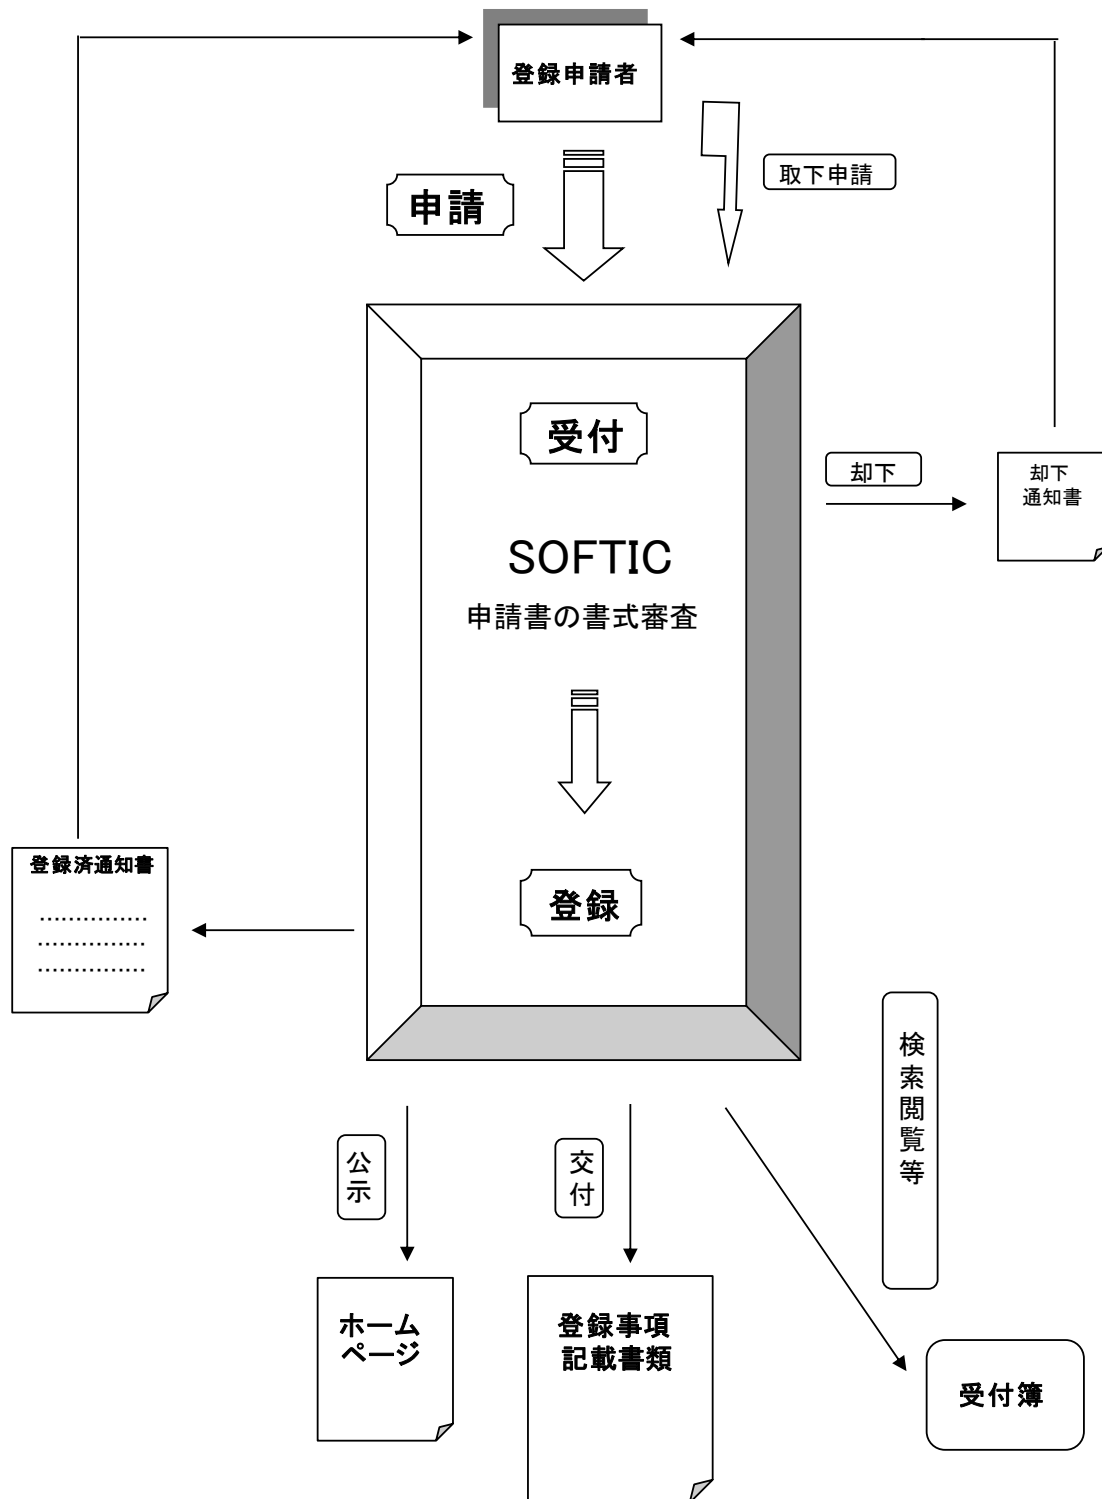 登録申請者
取下申請
申請
受付
却下
却下
通知書
SOFTIC
申請書の書式審査
登録済通知書
登録
検索閲覧等
公示
交付
ホーム
ページ
登録事項
記載書類
受付簿